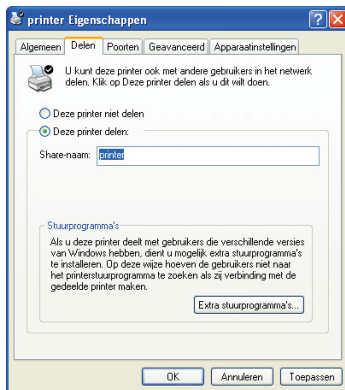 printer Eigenschappen
Algemeen Delen Poorten Geavanceerd Apparaatinstellingen
U kunt deze printer ook met andere gebruikers in het netwerk
delen. Klik op Deze printer delen als u dit wilt doen.
Deze printer niet delen
Deze printer delen:
Share-naam: printer
Stuurprogramma's
Als u deze printer deelt met gebruikers die verschillende versies
van Windows hebben, dient u mogelijk extra stuurprogramma's
te installeren. Op deze wijze hoeven de gebruikers niet naar
het printerstuurprogramma te zoeken als zij verbinding met de
gedeelde printer maken.
Extra stuurprogramma's...
OK Annuleren Toepassen